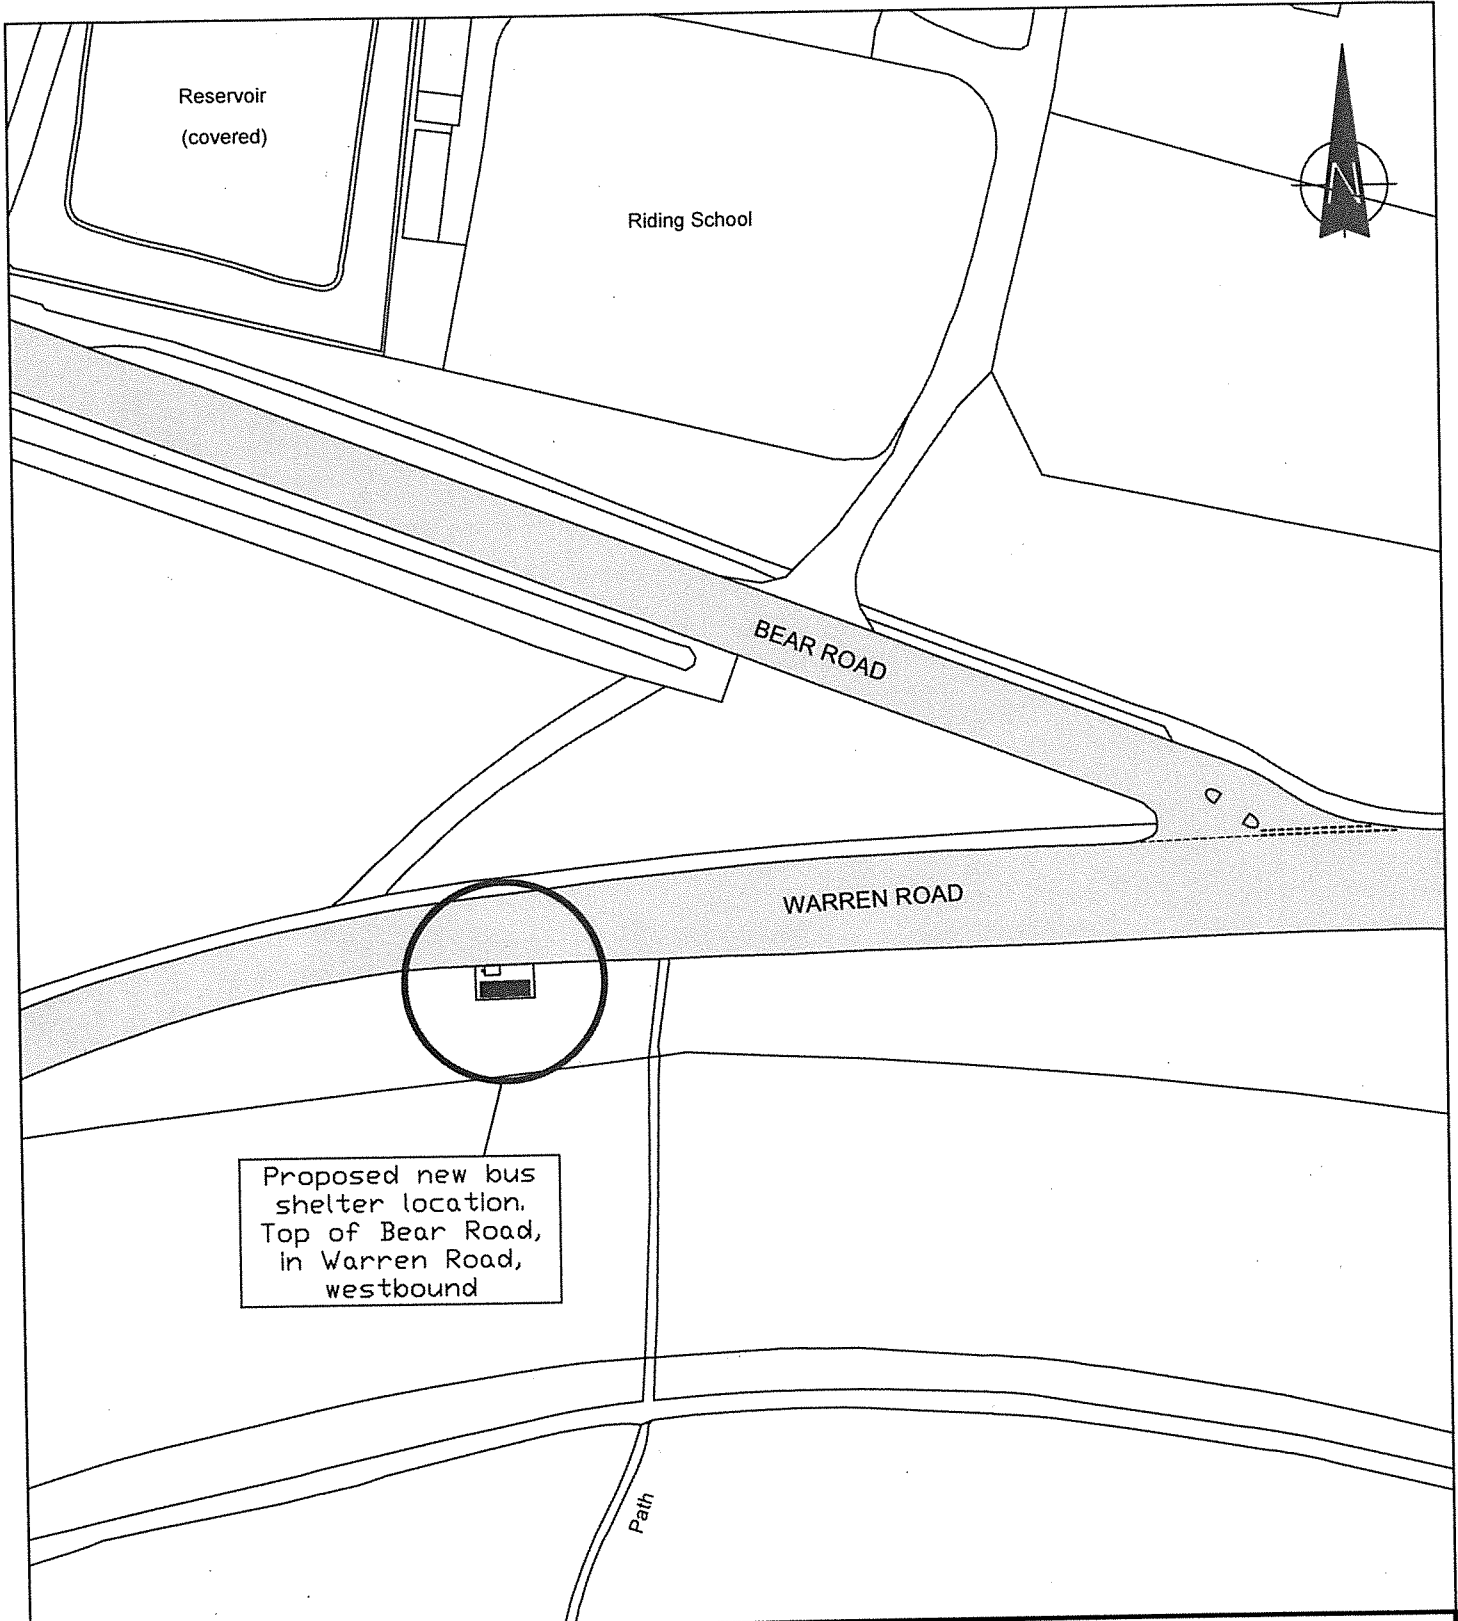 Reservoir
(covered)
N
Riding School
BEAR ROAD
WARREN ROAD
Proposed new bus
shelter location.
Top of Bear Road,
in Warren Road,
westbound
Path